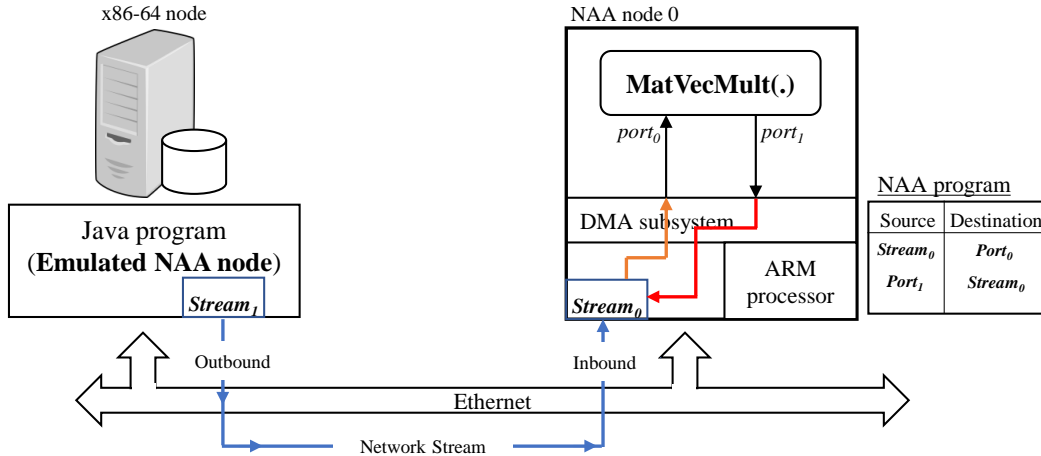 x86-64 node
NAA node 0
MatVecMult(.)
port0
port1
NAA program
Source Destination
Stream0 Port0
Port1 Stream0
DMA subsystem
Java program
(Emulated NAA node)
Stream1
ARM
processor
Stream0
Outbound
Inbound
Ethernet
Network Stream